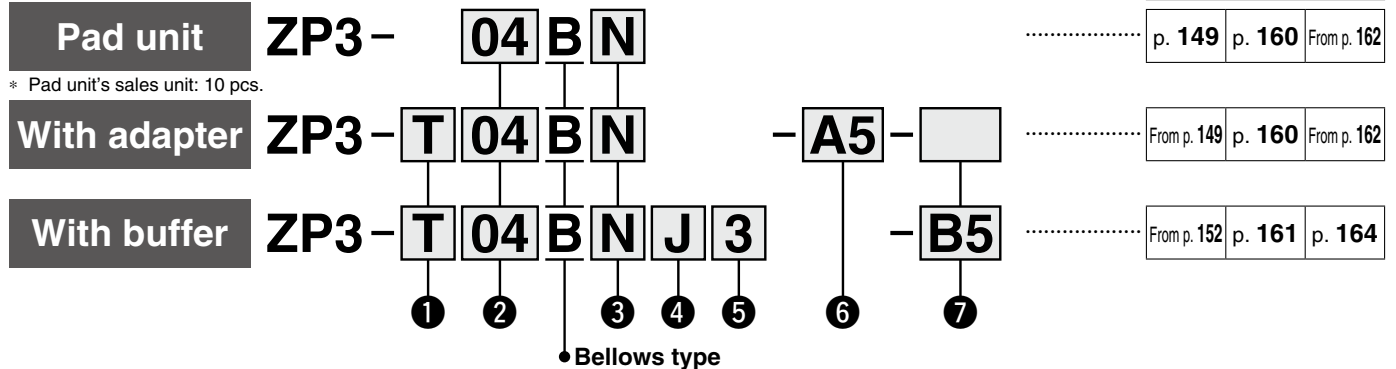 Pad unit ZP3- 04 B N p. 149 p. 160 From p. 162
* Pad unit's sales unit: 10 pcs.
With adapter ZP3-T 04 B N -A5- From p. 149 p. 160 From p. 162
With buffer ZP3-T 04 B N J 3 -B5 From p. 152 p. 161 p. 164
❶ ❷ ❸ ❹ ❺ ❻ ❼
Bellows type